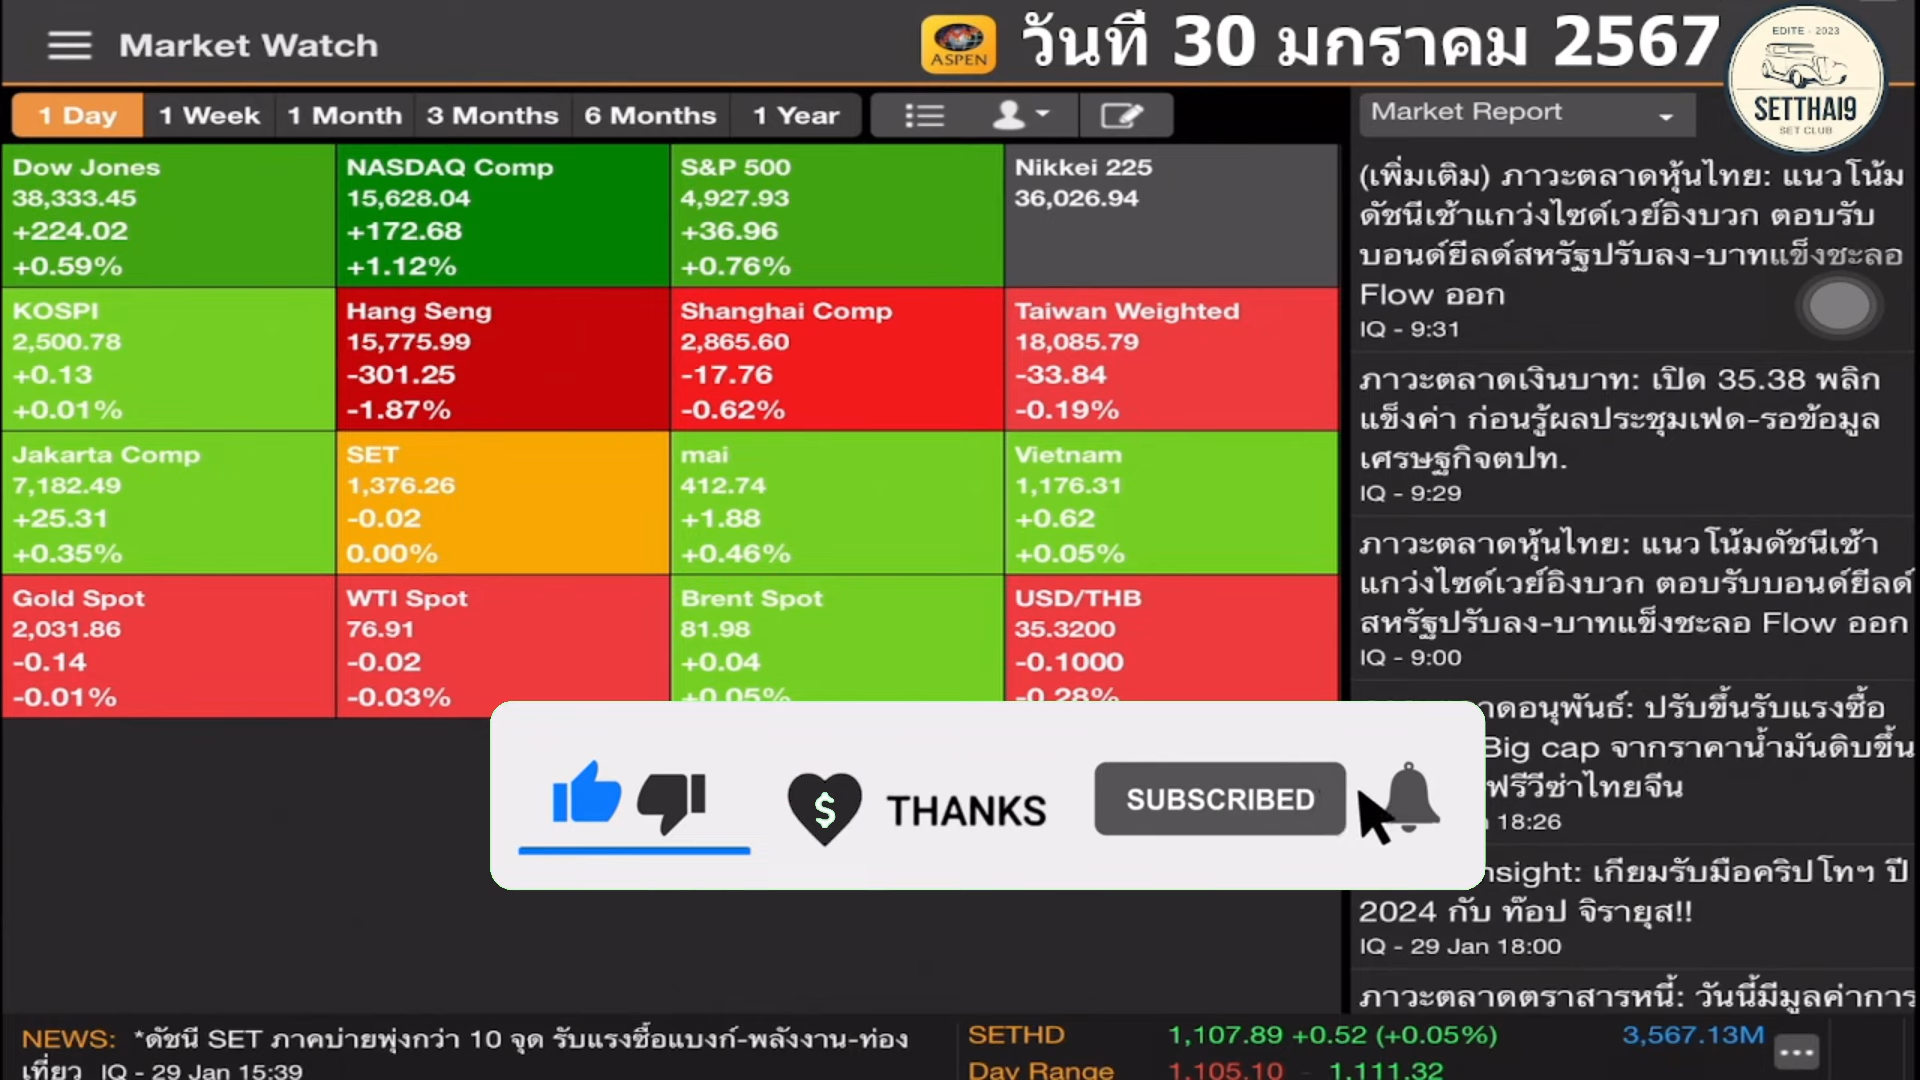 Market Watch
ASPEN
วันที่ 30 มกราคม 2567
EDITE - 2023
SETTHAI9
SET CLUB
1 Day
1 Week
1 Month
3 Months
6 Months
1 Year
Market Report
Dow Jones
38,333.45
+224.02
+0.59%
NASDAQ Comp
15,628.04
+172.68
+1.12%
S&P 500
4,927.93
+36.96
+0.76%
Nikkei 225
36,026.94
KOSPI
2,500.78
+0.13
+0.01%
Hang Seng
15,775.99
-301.25
-1.87%
Shanghai Comp
2,865.60
-17.76
-0.62%
Taiwan Weighted
18,085.79
-33.84
-0.19%
Jakarta Comp
7,182.49
+25.31
+0.35%
SET
1,376.26
-0.02
0.00%
mai
412.74
+1.88
+0.46%
Vietnam
1,176.31
+0.62
+0.05%
Gold Spot
2,031.86
-0.14
-0.01%
WTI Spot
76.91
-0.02
-0.03%
Brent Spot
81.98
+0.04
+0.05%
USD/THB
35.3200
-0.1000
-0.28%
(เพิ่มเติม) ภาวะตลาดหุ้นไทย: แนวโน้ม
ดัชนีเช้าแกว่งไซด์เวย์อิงบวก ตอบรับ
บอนด์ยีลด์สหรัฐปรับลง-บาทแข็งชะลอ
Flow ออก
IQ - 9:31
ภาวะตลาดเงินบาท: เปิด 35.38 พลิก
แข็งค่า ก่อนรู้ผลประชุมเฟด-รอข้อมูล
เศรษฐกิจตปท.
IQ - 9:29
ภาวะตลาดหุ้นไทย: แนวโน้มดัชนีเช้า
แกว่งไซด์เวย์อิงบวก ตอบรับบอนด์ยีลด์
สหรัฐปรับลง-บาทแข็งชะลอ Flow ออก
IQ - 9:00
าดอนุพันธ์: ปรับขึ้นรับแรงซื้อ
Big cap จากราคาน้ำมันดิบขึ้น
ฟรีวีซ่าไทยจีน
18:26
nsight: เกียมรับมือคริปโทฯ ปี
2024 กับ ท๊อป จิรายุส!!
IQ - 29 Jan 18:00
ภาวะตลาดตราสารหนี้: วันนี้มีมูลค่าการ
$ THANKS
SUBSCRIBED
NEWS: *ดัชนี SET ภาคบ่ายพุ่งกว่า 10 จุด รับแรงซื้อแบงก์-พลังงาน-ท่อง
เที่ยว IQ - 29 Jan 15:39
SETHD 1,107.89 +0.52 (+0.05%) 3,567.13M
Day Range 1,105.10 - 1,111.32